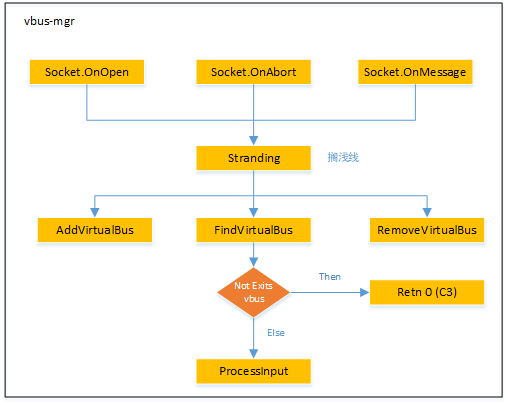 vbus-mgr
Socket.OnOpen
Socket.OnAbort
Socket.OnMessage
Stranding
搁浅线
AddVirtualBus
FindVirtualBus
RemoveVirtualBus
Not Exits
vbus
Then
Retn 0 (C3)
Else
ProcessInput